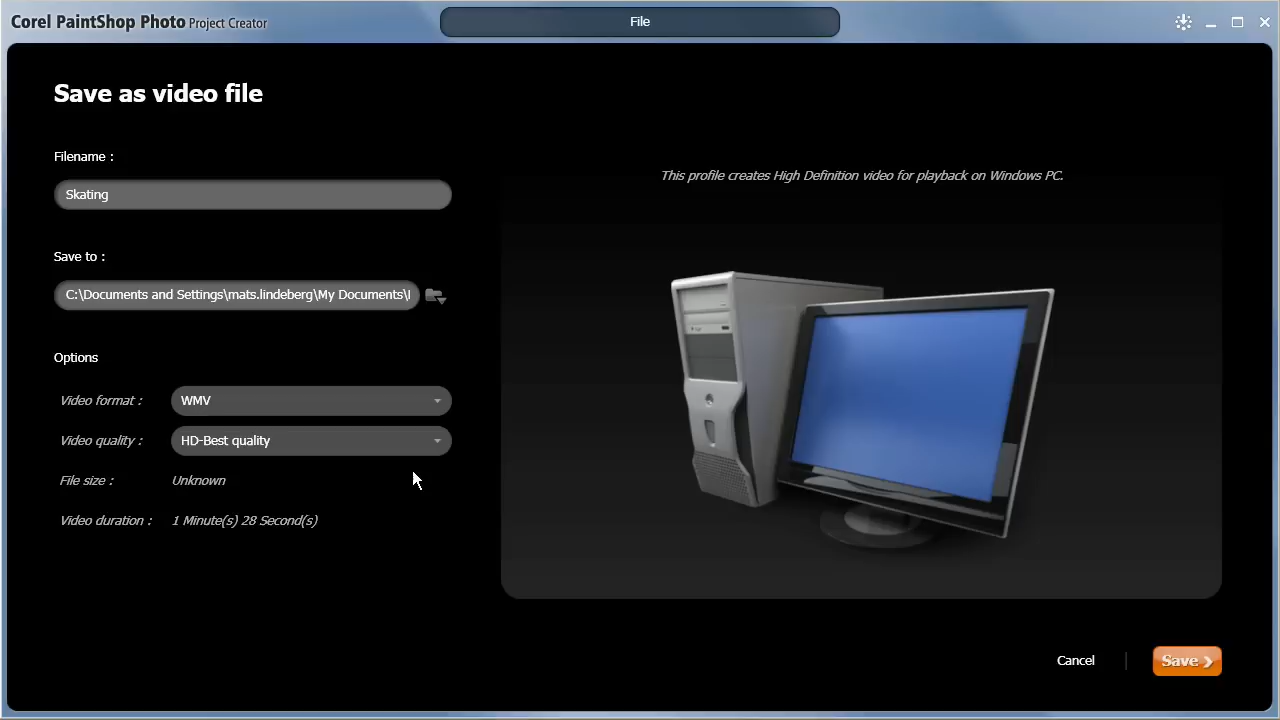 Corel PaintShop Photo Project Creator
File
Save as video file
Filename :
Skating
This profile creates High Definition video for playback on Windows PC.
Save to :
C:\Documents and Settings\mats.lindeberg\My Documents\
Options
Video format : WMV
Video quality : HD-Best quality
File size : Unknown
Video duration : 1 Minute(s) 28 Second(s)
Cancel
Save